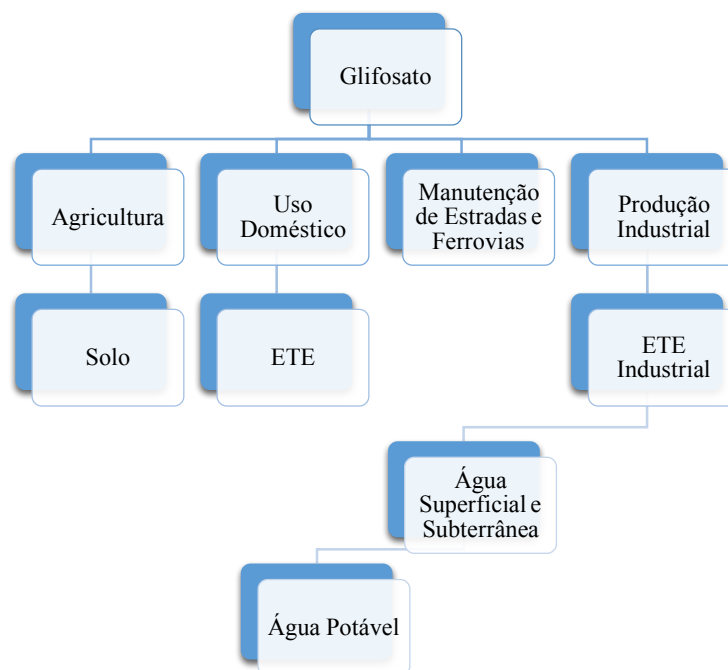 Glifosato
Agricultura
Uso
Doméstico
Manutenção
de Estradas e
Ferrovias
Produção
Industrial
Solo
ETE
ETE
Industrial
Água
Superficial e
Subterrânea
Água Potável